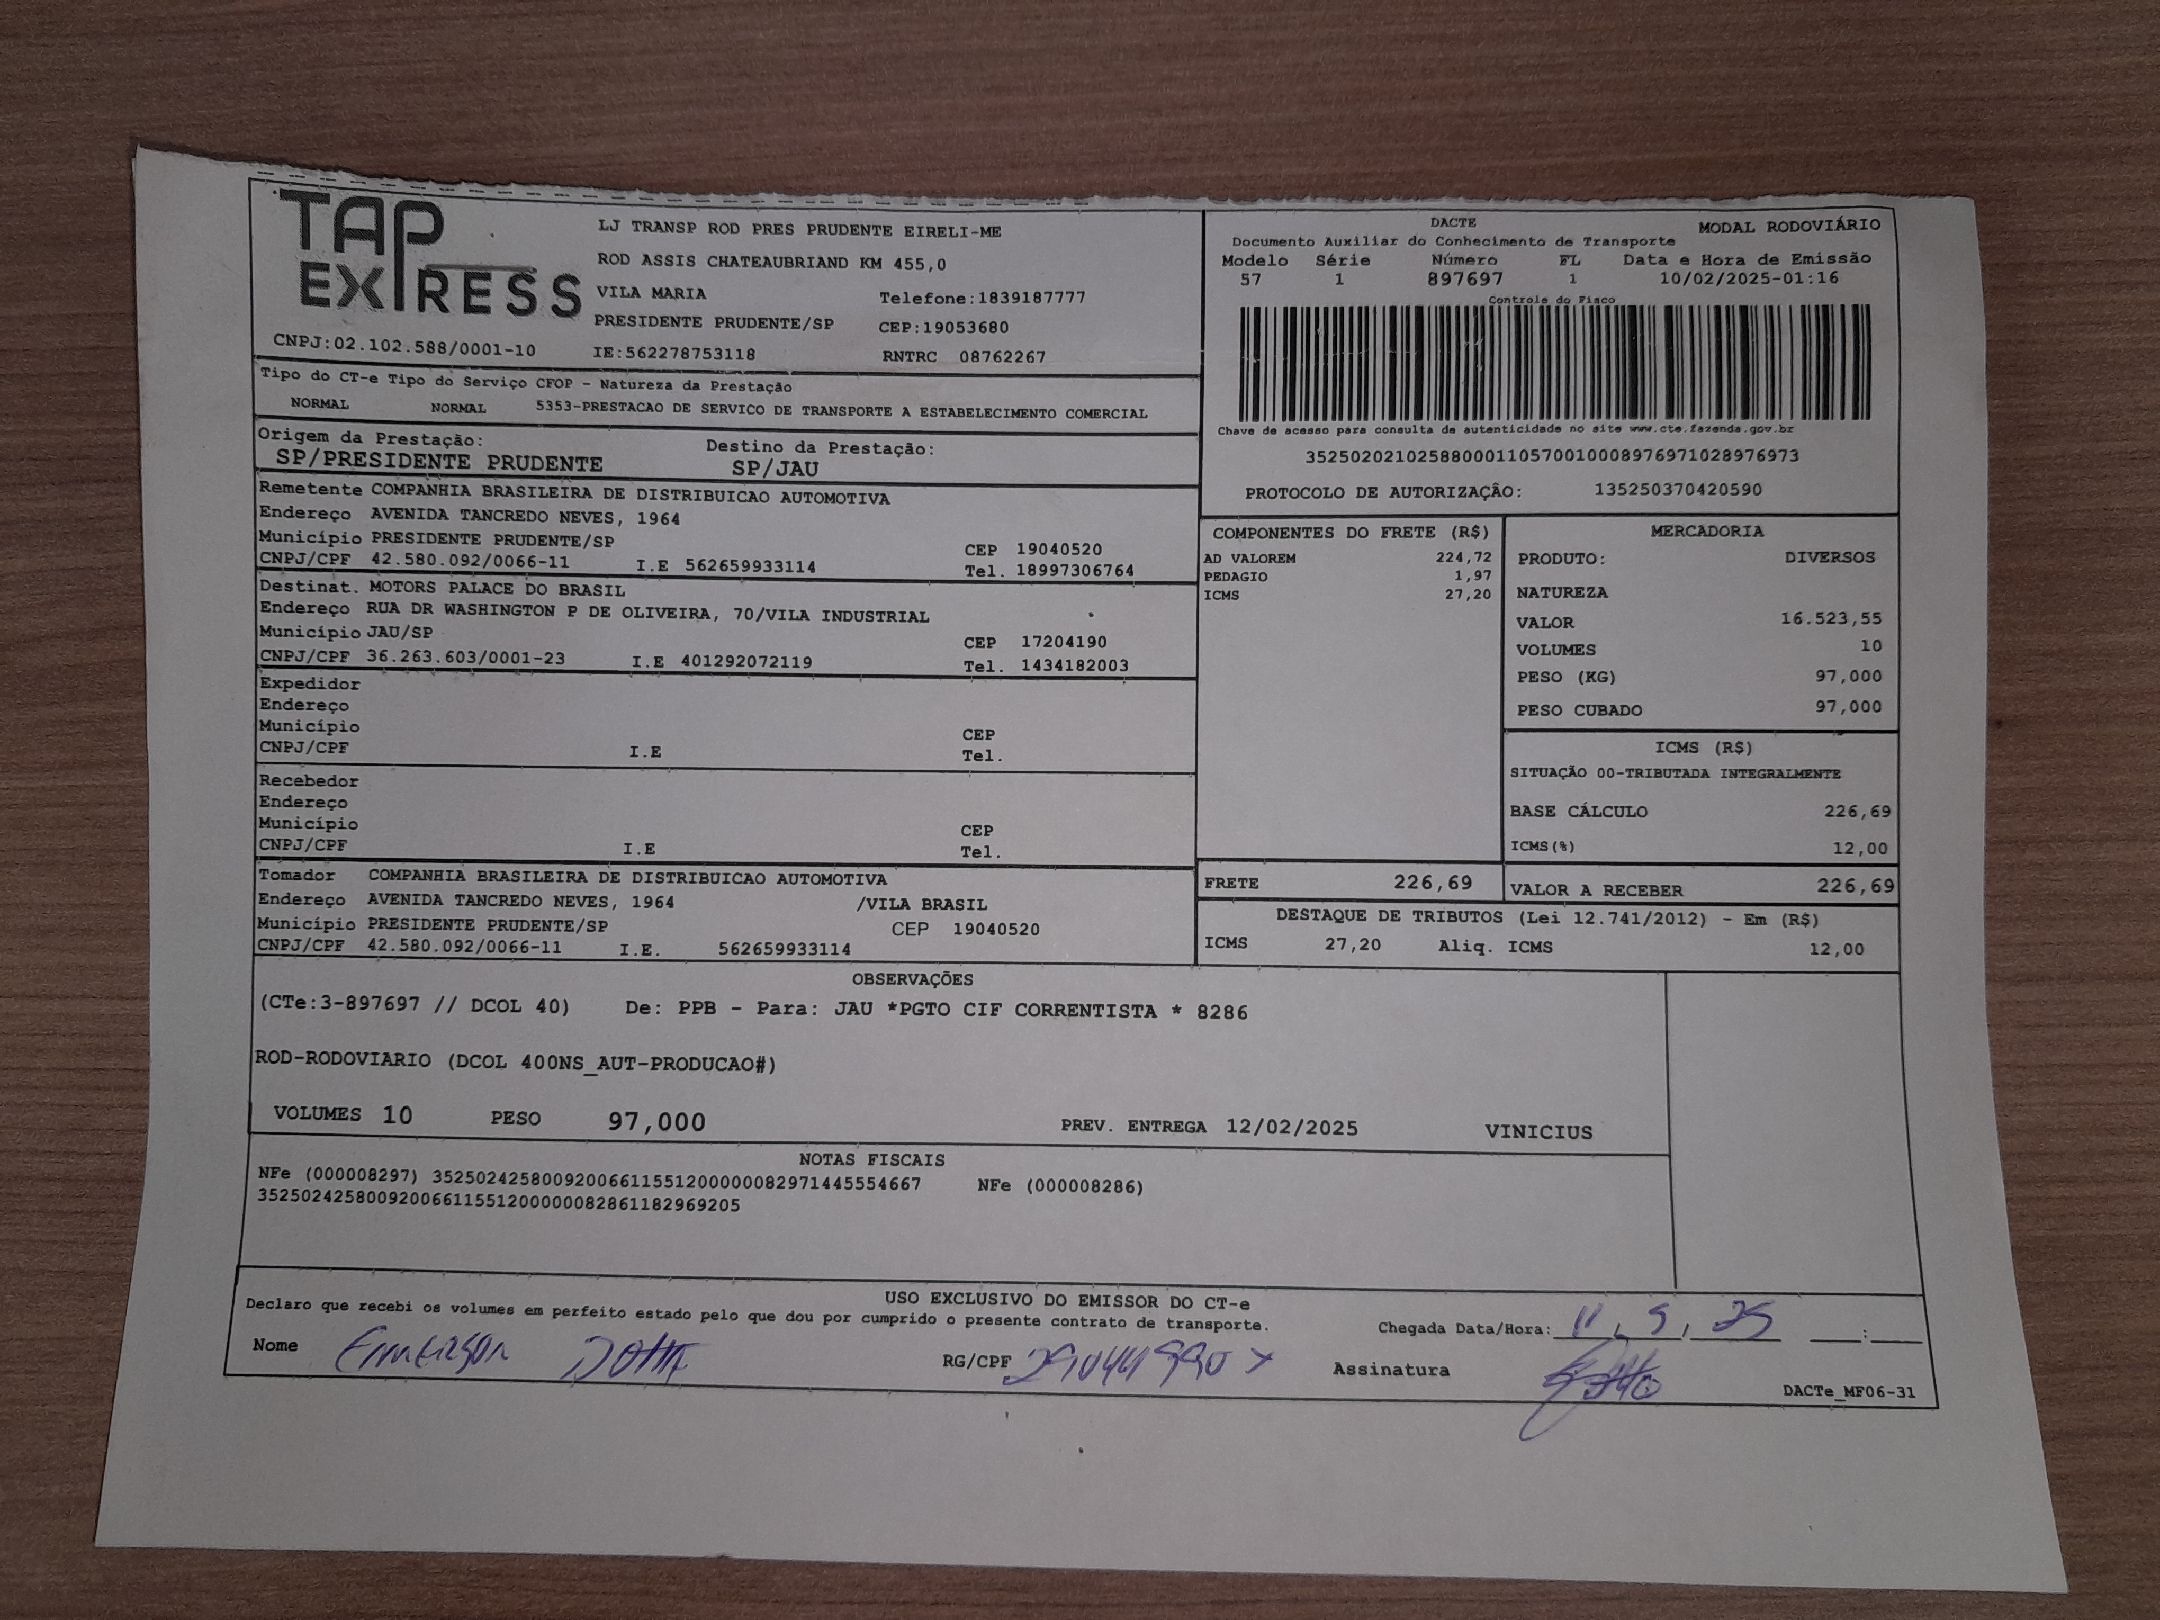 TAP EXPRESS
CNPJ:02.102.588/0001-10
LJ TRANSP ROD PRES PRUDENTE EIRELI-ME
ROD ASSIS CHATEAUBRIAND KM 455,0
VILA MARIA Telefone:1839187777
PRESIDENTE PRUDENTE/SP CEP:19053680
IE:562278753118 RNTRC 08762267
DACTE MODAL RODOVIÁRIO
Documento Auxiliar do Conhecimento de Transporte
Modelo Série Número FL Data e Hora de Emissão
57 1 897697 1 10/02/2025-01:16
Controle do Fisco
Chave de acesso para consulta de autenticidade no site www.cte.fazenda.gov.br
35250202102588000110570010008976971028976973
PROTOCOLO DE AUTORIZAÇÃO: 135250370420590
Tipo do CT-e Tipo do Serviço CFOP - Natureza da Prestação
NORMAL NORMAL 5353-PRESTACAO DE SERVICO DE TRANSPORTE A ESTABELECIMENTO COMERCIAL
Origem da Prestação: Destino da Prestação:
SP/PRESIDENTE PRUDENTE SP/JAU
Remetente COMPANHIA BRASILEIRA DE DISTRIBUICAO AUTOMOTIVA
Endereço AVENIDA TANCREDO NEVES, 1964
Município PRESIDENTE PRUDENTE/SP CEP 19040520
CNPJ/CPF 42.580.092/0066-11 I.E 562659933114 Tel. 18997306764
Destinat. MOTORS PALACE DO BRASIL
Endereço RUA DR WASHINGTON P DE OLIVEIRA, 70/VILA INDUSTRIAL
Município JAU/SP CEP 17204190
CNPJ/CPF 36.263.603/0001-23 I.E 401292072119 Tel. 1434182003
Expedidor
Endereço
Município CEP
CNPJ/CPF I.E Tel.
Recebedor
Endereço
Município CEP
CNPJ/CPF I.E Tel.
Tomador COMPANHIA BRASILEIRA DE DISTRIBUICAO AUTOMOTIVA
Endereço AVENIDA TANCREDO NEVES, 1964 /VILA BRASIL
Município PRESIDENTE PRUDENTE/SP CEP 19040520
CNPJ/CPF 42.580.092/0066-11 I.E. 562659933114
COMPONENTES DO FRETE (R$)
AD VALOREM 224,72
PEDAGIO 1,97
ICMS 27,20
MERCADORIA
PRODUTO: DIVERSOS
NATUREZA
VALOR 16.523,55
VOLUMES 10
PESO (KG) 97,000
PESO CUBADO 97,000
ICMS (R$)
SITUAÇÃO 00-TRIBUTADA INTEGRALMENTE
BASE CÁLCULO 226,69
ICMS(%) 12,00
FRETE 226,69 VALOR A RECEBER 226,69
DESTAQUE DE TRIBUTOS (Lei 12.741/2012) - Em (R$)
ICMS 27,20 Aliq. ICMS 12,00
OBSERVAÇÕES
(CTe:3-897697 // DCOL 40) De: PPB - Para: JAU *PGTO CIF CORRENTISTA * 8286
ROD-RODOVIARIO (DCOL 400NS_AUT-PRODUCAO#)
VOLUMES 10 PESO 97,000 PREV. ENTREGA 12/02/2025 VINICIUS
NOTAS FISCAIS
NFe (000008297) 35250242580092006611551200000082971445554667 NFe (000008286)
35250242580092006611551200000082861182969205
USO EXCLUSIVO DO EMISSOR DO CT-e
Declaro que recebi os volumes em perfeito estado pelo que dou por cumprido o presente contrato de transporte. Chegada Data/Hora: 11 , 5 , 25 :
Nome Emerson RG/CPF Assinatura
DACTe_MF06-31